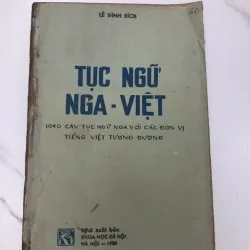 LÊ ĐÌNH BÍCH
TỤC NGỮ
NGA - VIỆT
1040 CÂU TỤC NGỮ NGA VỚI CÁC ĐƠN VỊ
TIẾNG VIỆT TƯƠNG ĐƯƠNG
NHÀ XUẤT BẢN
KHOA HỌC XÃ HỘI
HÀ NỘI - 1986